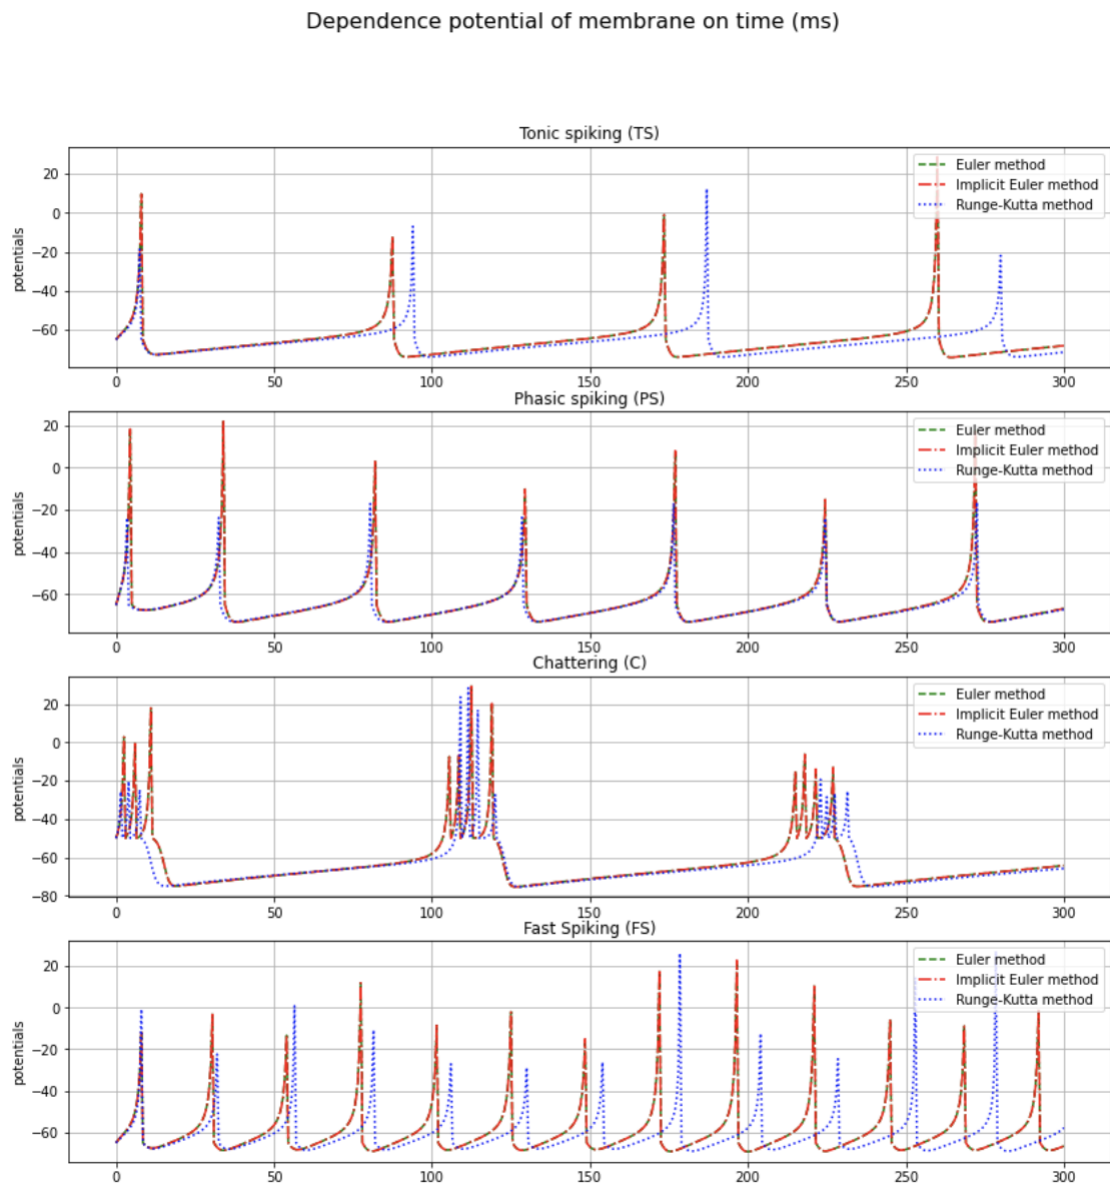 Dependence potential of membrane on time (ms)
Tonic spiking (TS)
Euler method
Implicit Euler method
Runge-Kutta method
potentials
20
0
−20
−40
−60
0 50 100 150 200 250 300
Phasic spiking (PS)
Euler method
Implicit Euler method
Runge-Kutta method
potentials
20
0
−20
−40
−60
0 50 100 150 200 250 300
Chattering (C)
Euler method
Implicit Euler method
Runge-Kutta method
potentials
20
0
−20
−40
−60
−80
0 50 100 150 200 250 300
Fast Spiking (FS)
Euler method
Implicit Euler method
Runge-Kutta method
potentials
20
0
−20
−40
−60
0 50 100 150 200 250 300